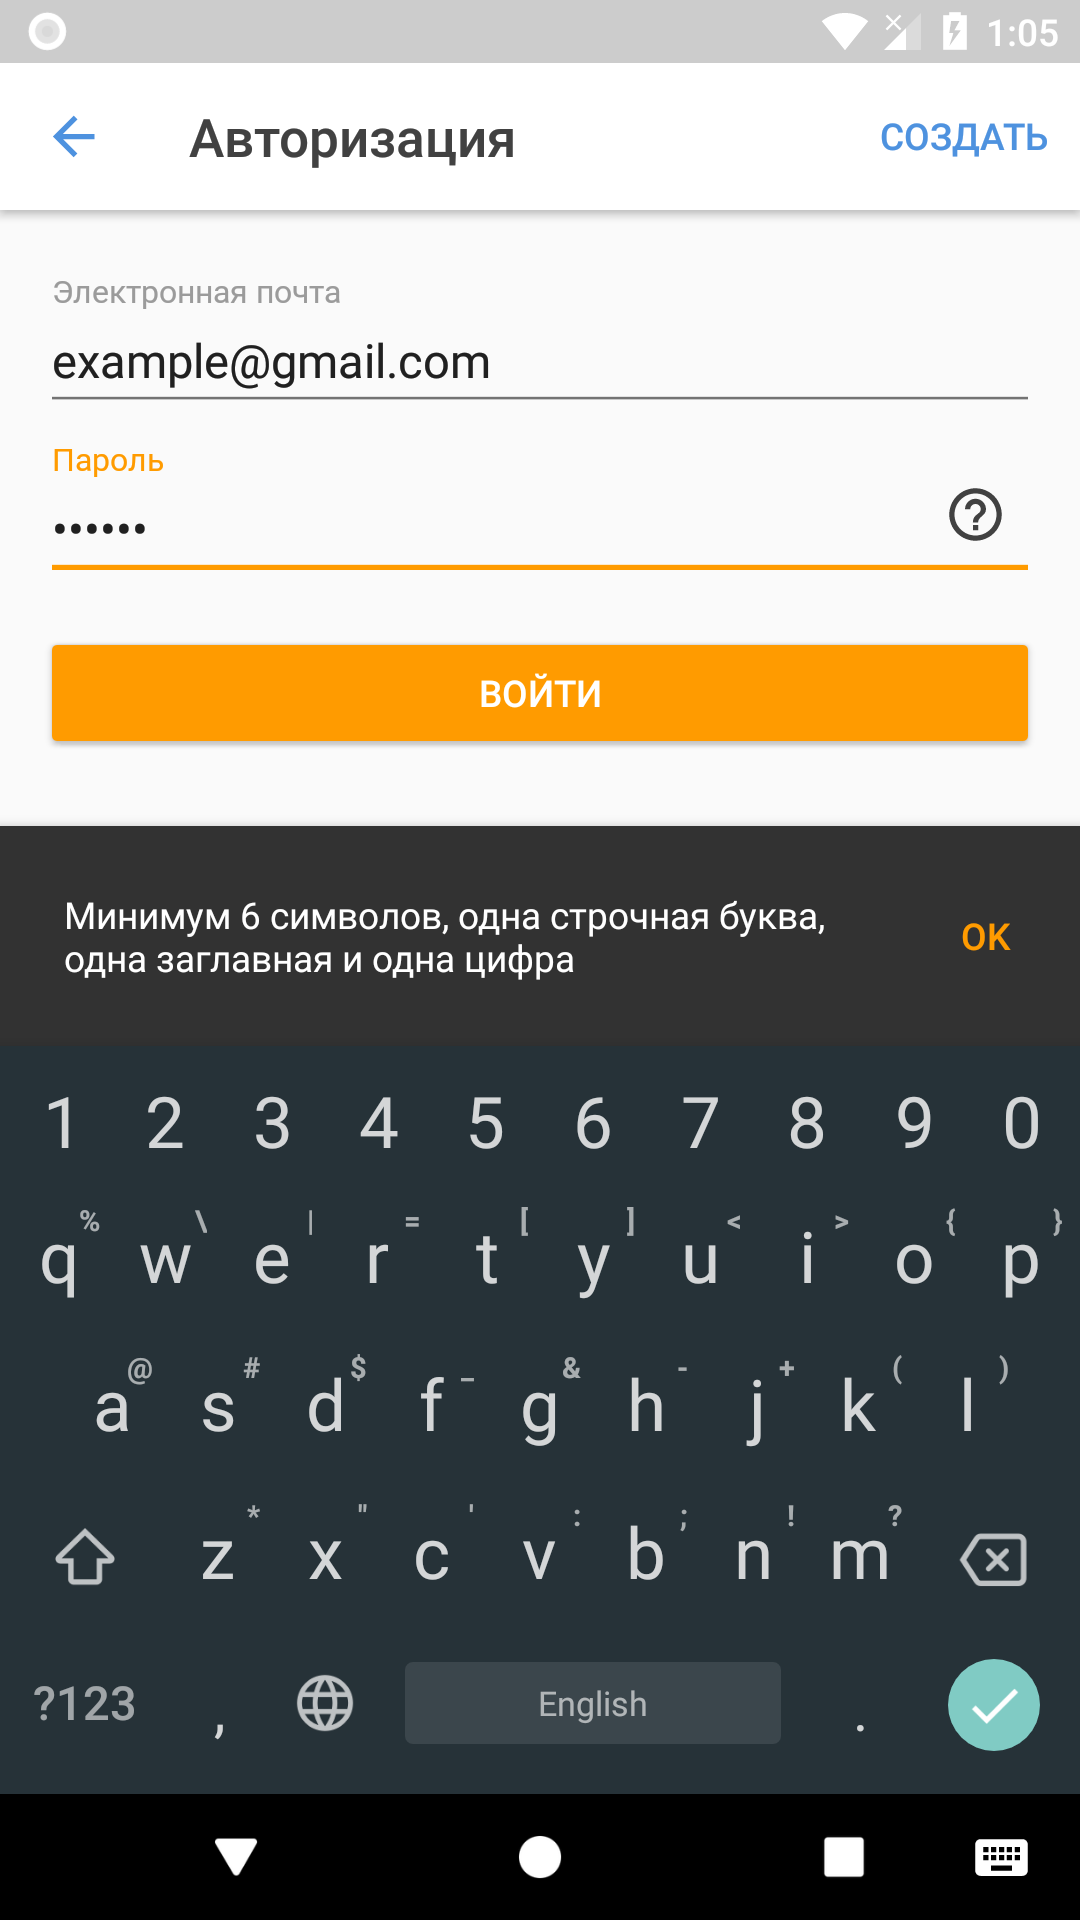 1:05
Авторизация
СОЗДАТЬ
Электронная почта
example@gmail.com
Пароль
••••••
ВОЙТИ
Минимум 6 символов, одна строчная буква,
одна заглавная и одна цифра
OK
1 2 3 4 5 6 7 8 9 0
% \ | = [ ] < > { }
q w e r t y u i o p
@ # $ _ & - + ( )
a s d f g h j k l
* " ' : ; ! ?
z x c v b n m
?123 , English .